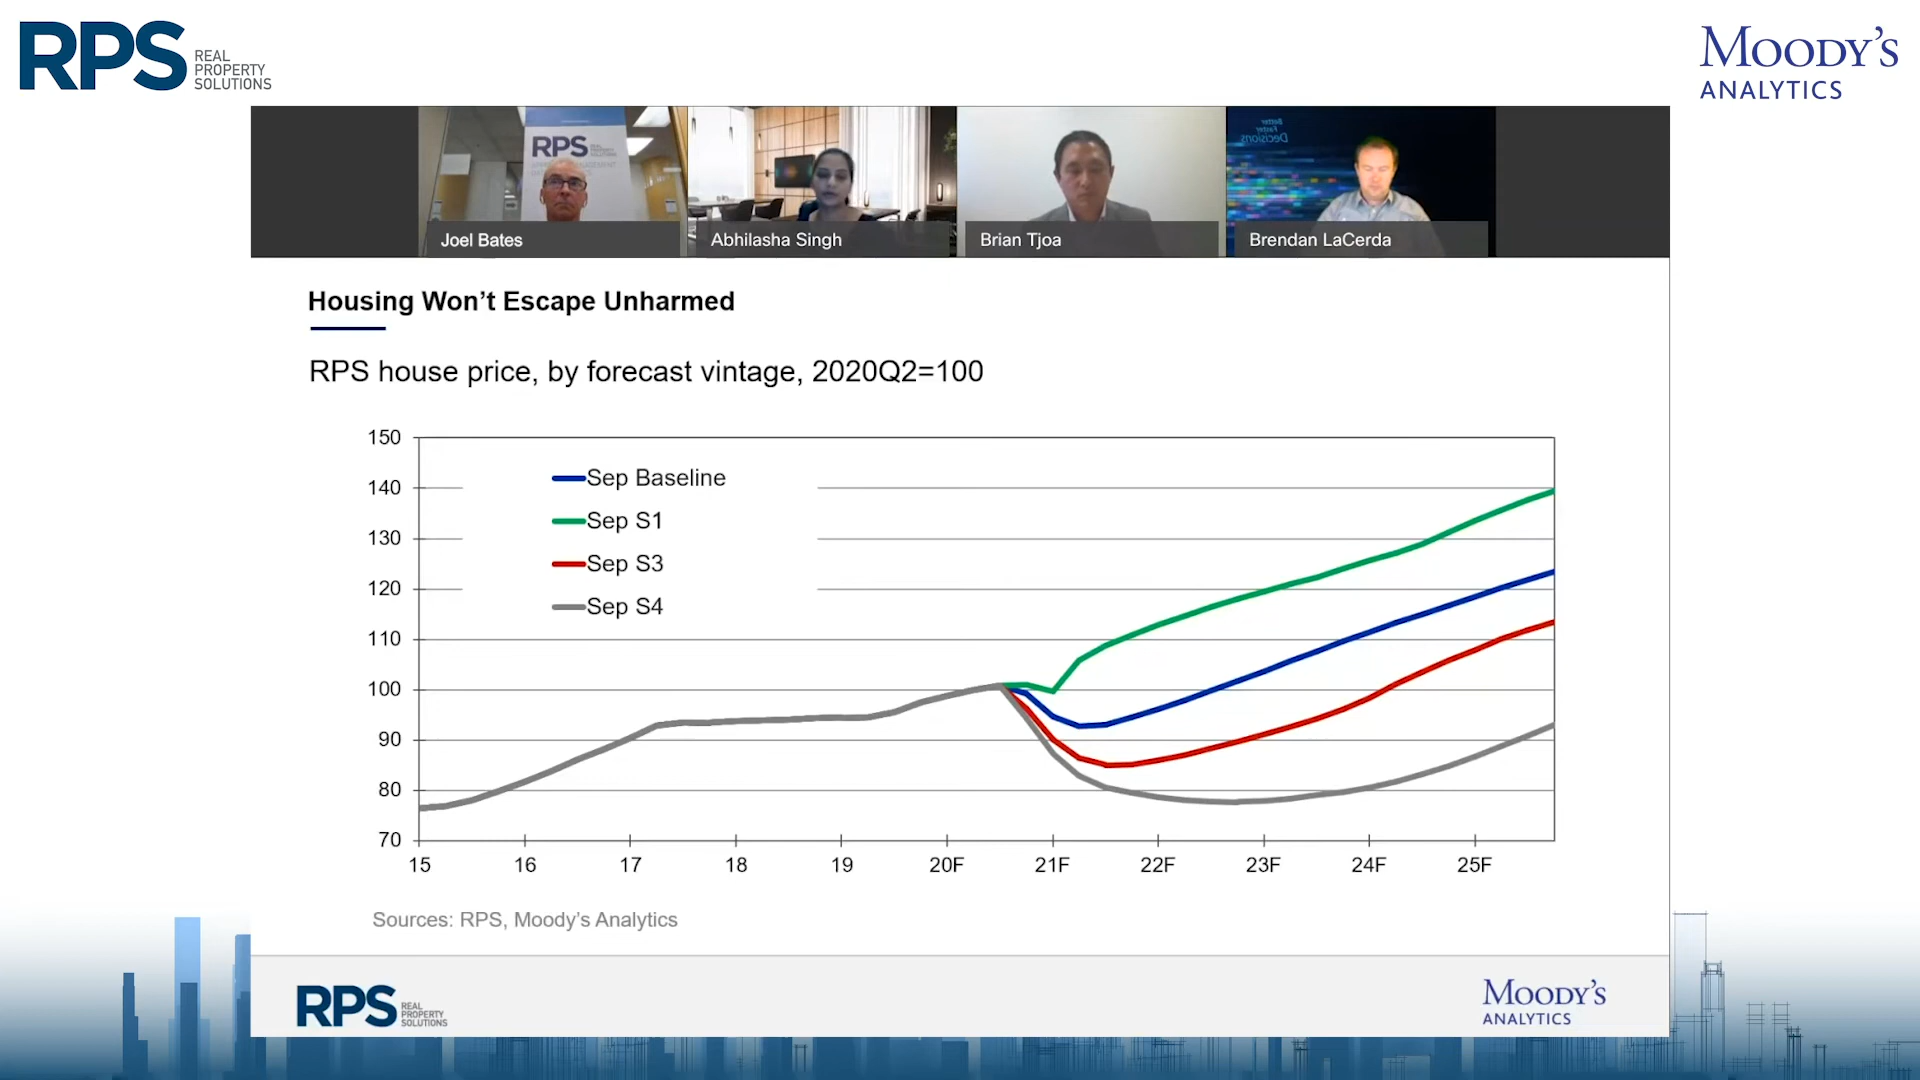 RPS
REAL
PROPERTY
SOLUTIONS
MOODY'S
ANALYTICS
RPS
Better
Faster
Decisions
Joel Bates
Abhilasha Singh
Brian Tjoa
Brendan LaCerda
Housing Won't Escape Unharmed
RPS house price, by forecast vintage, 2020Q2=100
150
140
130
120
110
100
90
80
70
Sep Baseline
Sep S1
Sep S3
Sep S4
15 16 17 18 19 20F 21F 22F 23F 24F 25F
Sources: RPS, Moody's Analytics
RPS
REAL
PROPERTY
SOLUTIONS
MOODY'S
ANALYTICS